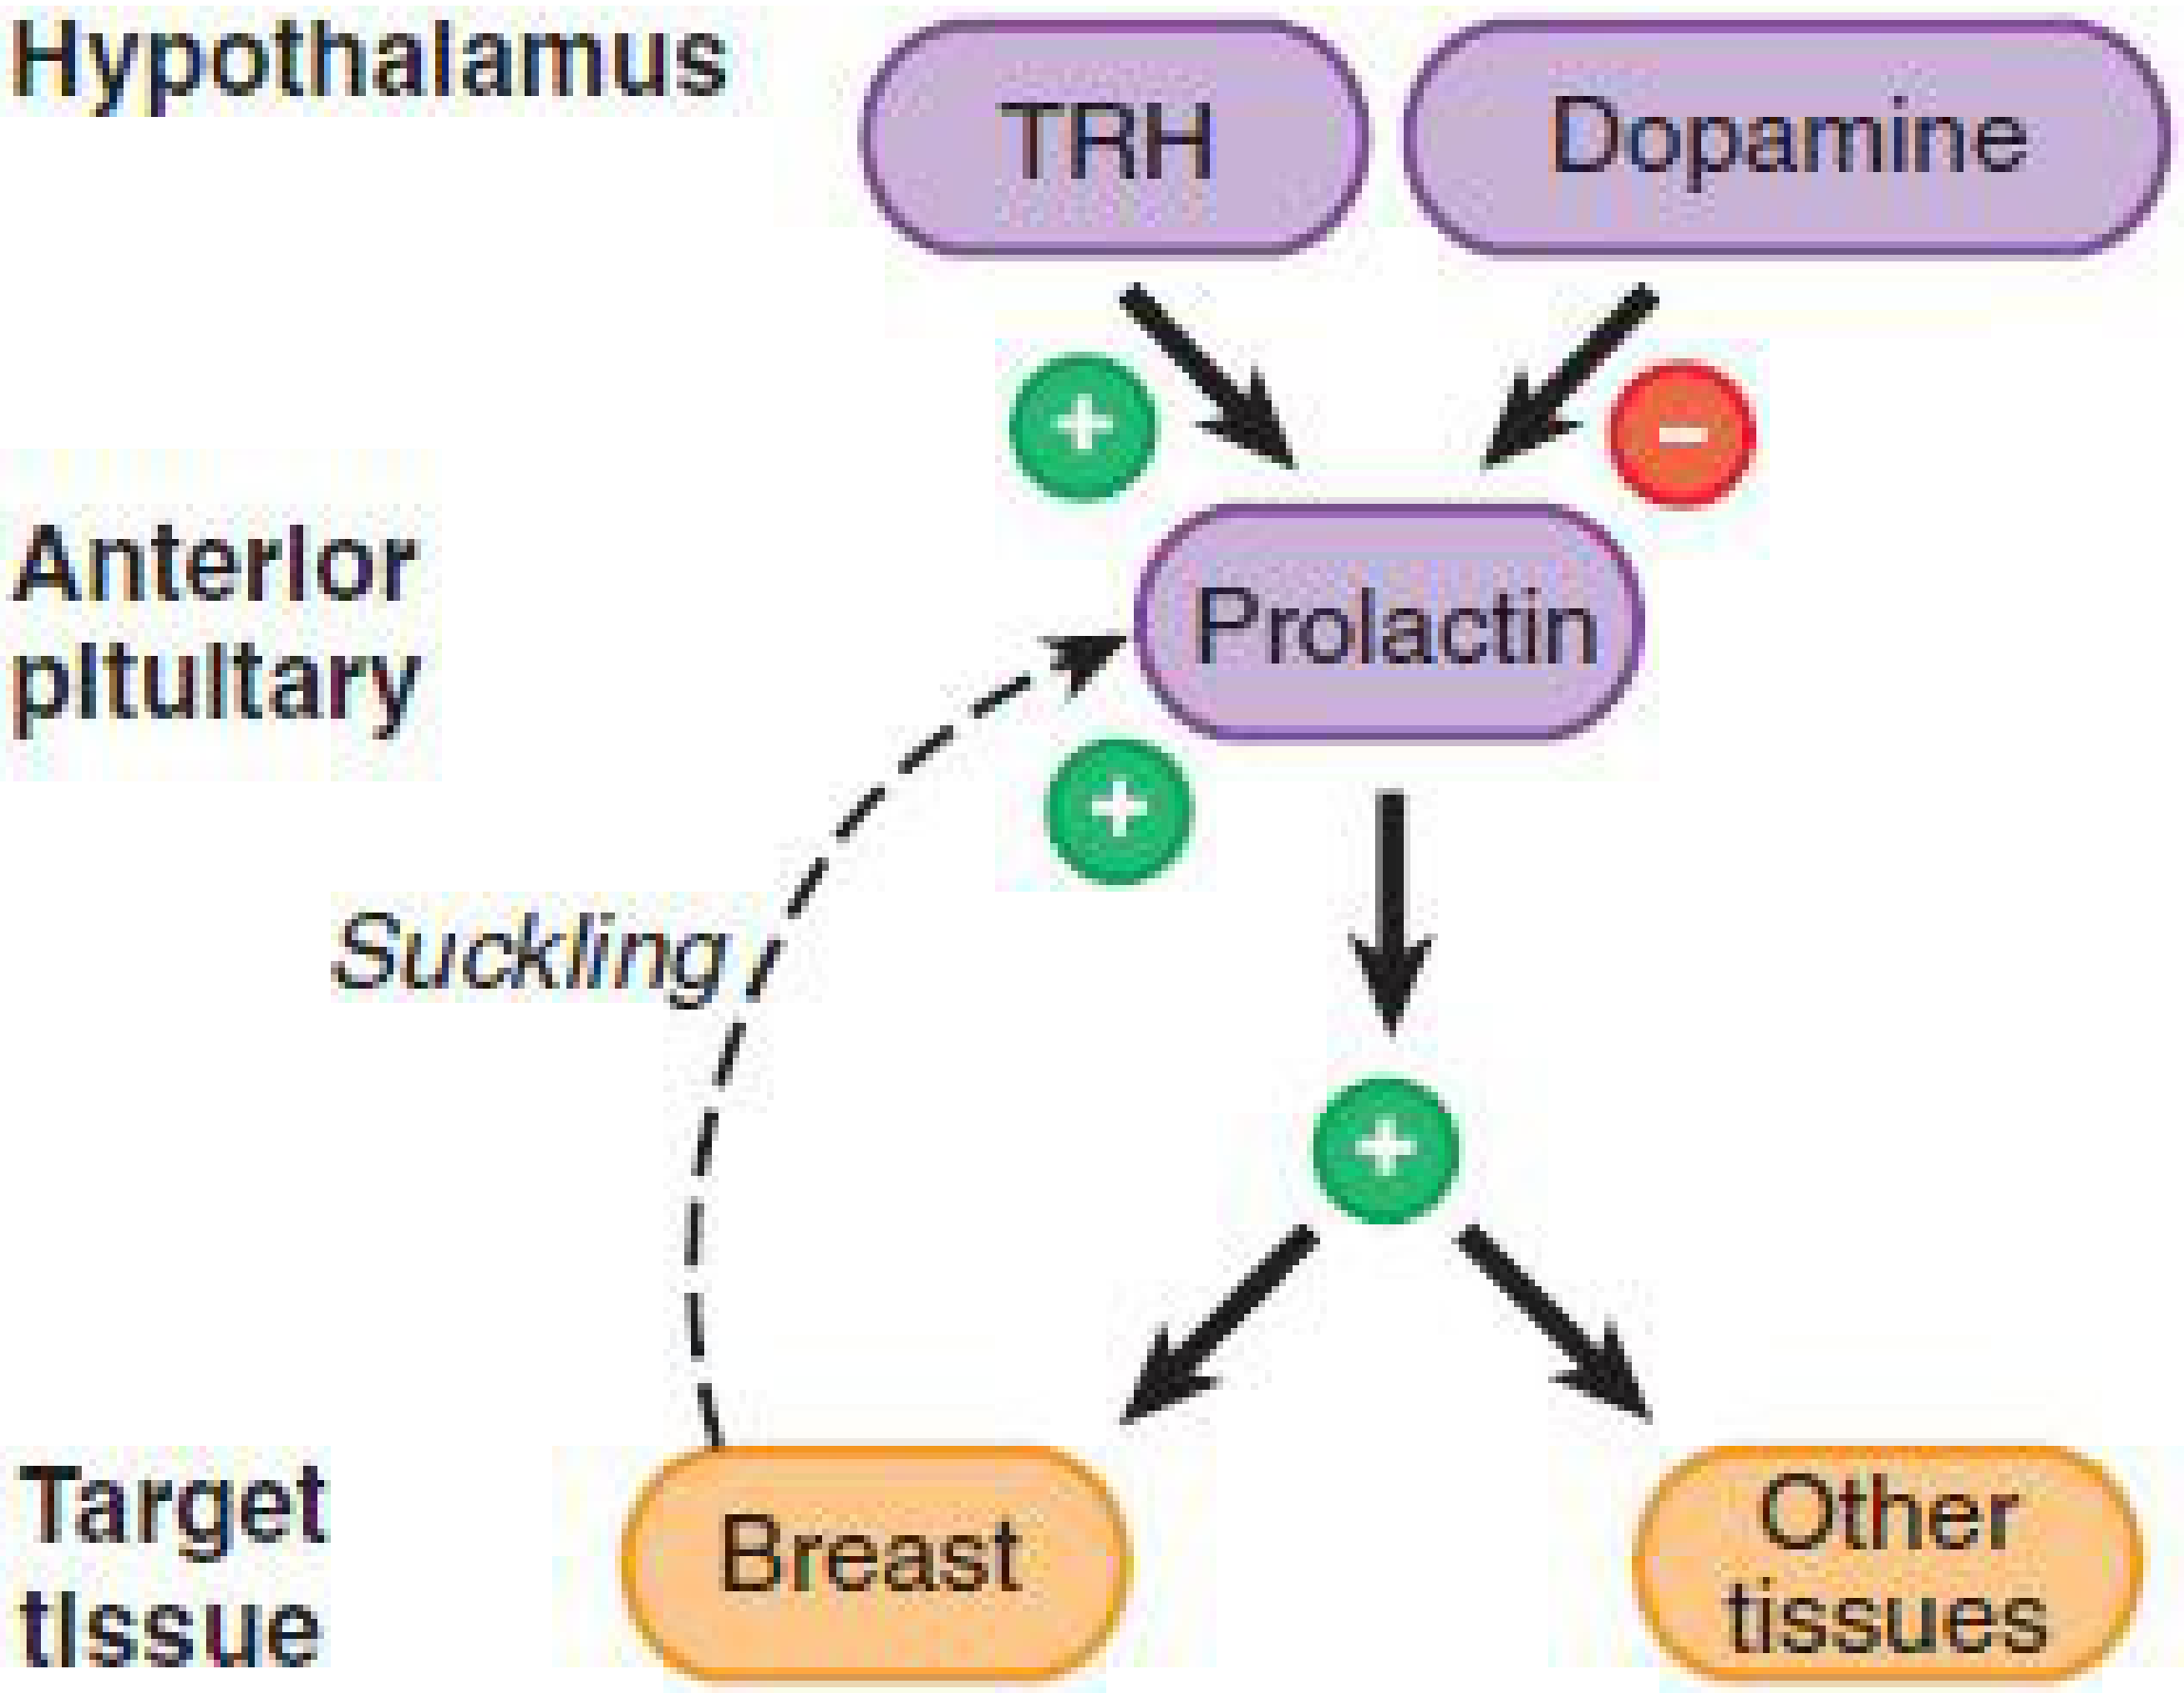 Hypothalamus
TRH
Dopamine
+
−
Anterior
pituitary
Prolactin
+
Suckling
+
Target
tissue
Breast
Other
tissues